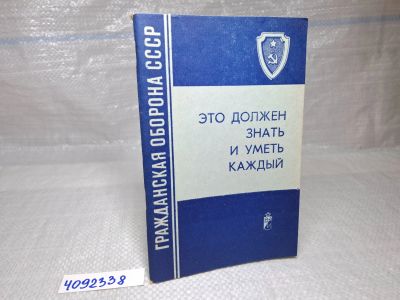 ГРАЖДАНСКАЯ ОБОРОНА СССР
ЭТО ДОЛЖЕН
ЗНАТЬ
И УМЕТЬ
КАЖДЫЙ
4092338